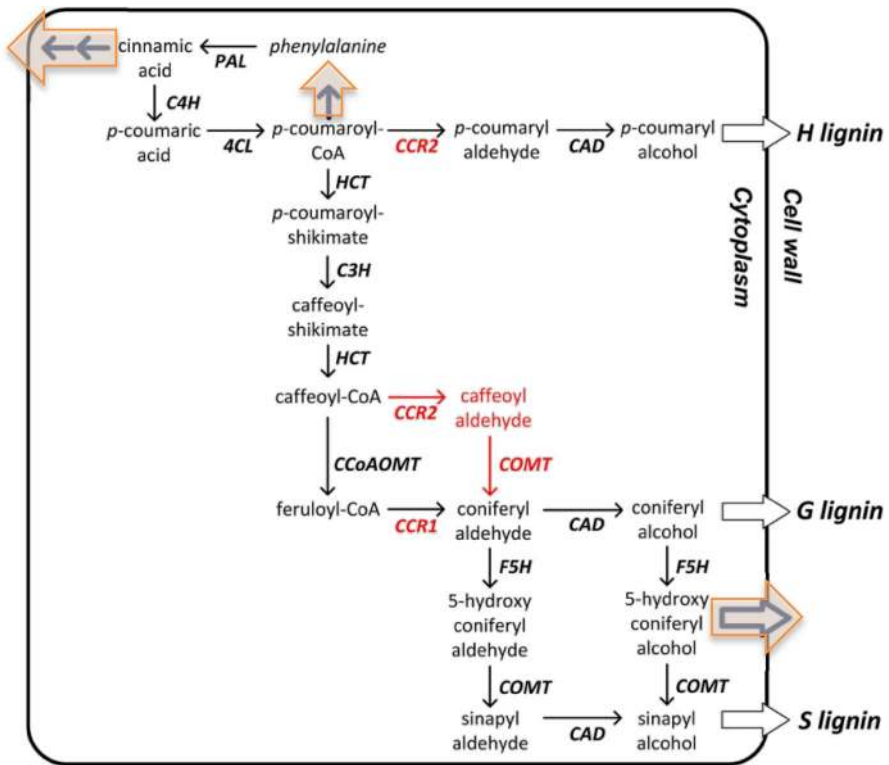 cinnamic acid
PAL
phenylalanine
C4H
p-coumaric acid
4CL
p-coumaroyl-CoA
CCR2
p-coumaryl aldehyde
CAD
p-coumaryl alcohol
H lignin
HCT
p-coumaroyl-shikimate
Cytoplasm
Cell wall
C3H
caffeoyl-shikimate
HCT
caffeoyl-CoA
CCR2
caffeoyl aldehyde
CCoAOMT
COMT
feruloyl-CoA
CCR1
coniferyl aldehyde
CAD
coniferyl alcohol
G lignin
F5H
F5H
5-hydroxy coniferyl aldehyde
5-hydroxy coniferyl alcohol
COMT
COMT
sinapyl aldehyde
CAD
sinapyl alcohol
S lignin